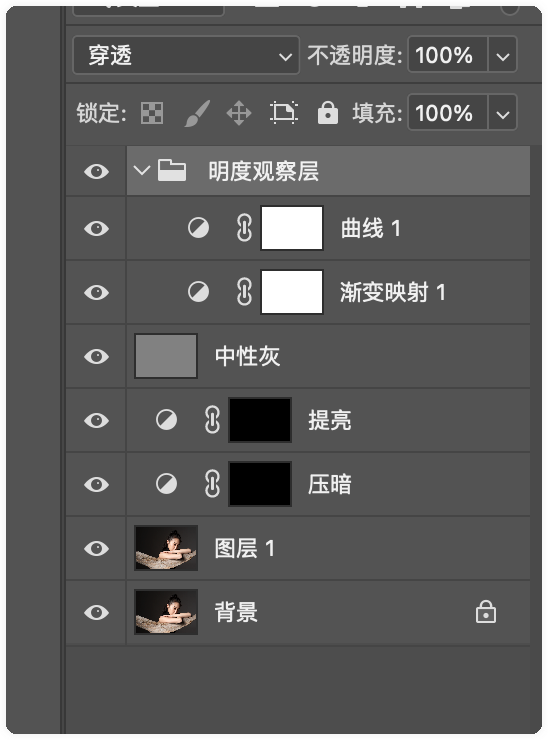 穿透 不透明度: 100%
锁定: 填充: 100%
明度观察层
曲线 1
渐变映射 1
中性灰
提亮
压暗
图层 1
背景